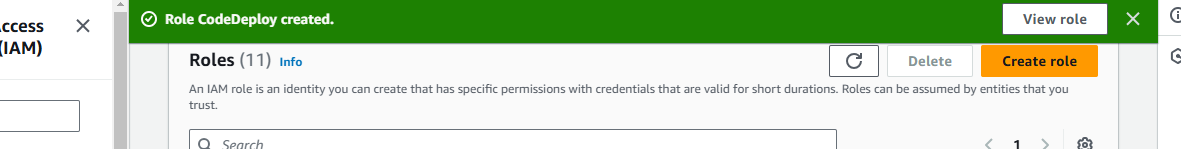 Access
(IAM)
Role CodeDeploy created.
View role
Roles (11) Info
Delete
Create role
An IAM role is an identity you can create that has specific permissions with credentials that are valid for short durations. Roles can be assumed by entities that you
trust.
Search
1